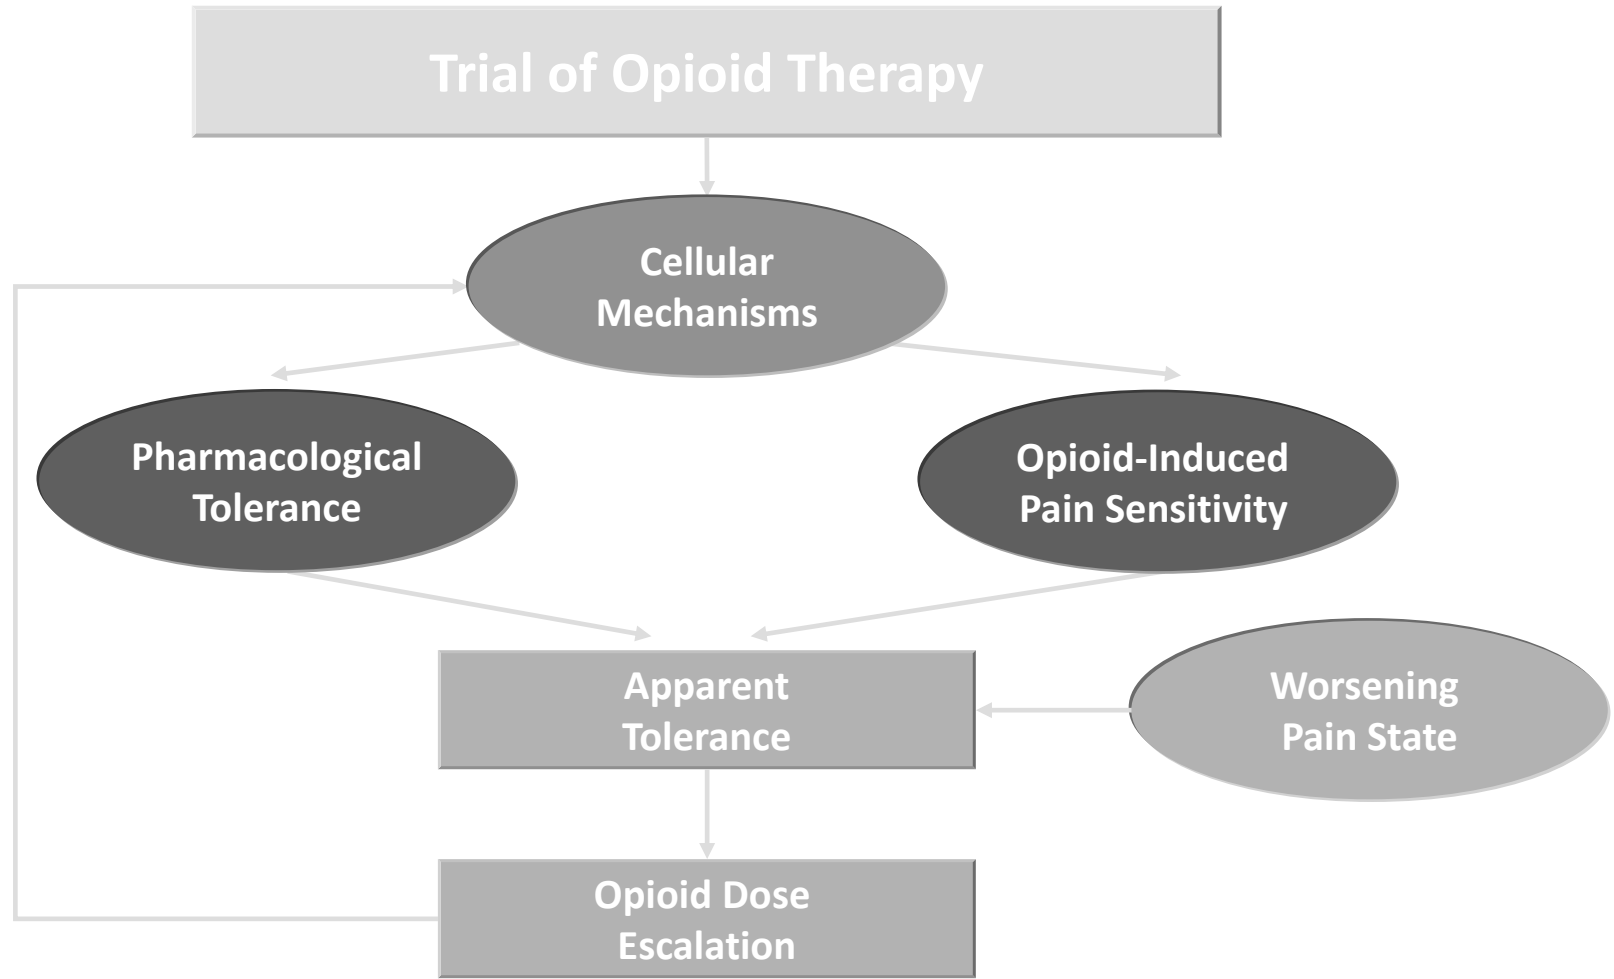 Trial of Opioid Therapy
Cellular
Mechanisms
Pharmacological
Tolerance
Opioid-Induced
Pain Sensitivity
Apparent
Tolerance
Worsening
Pain State
Opioid Dose
Escalation